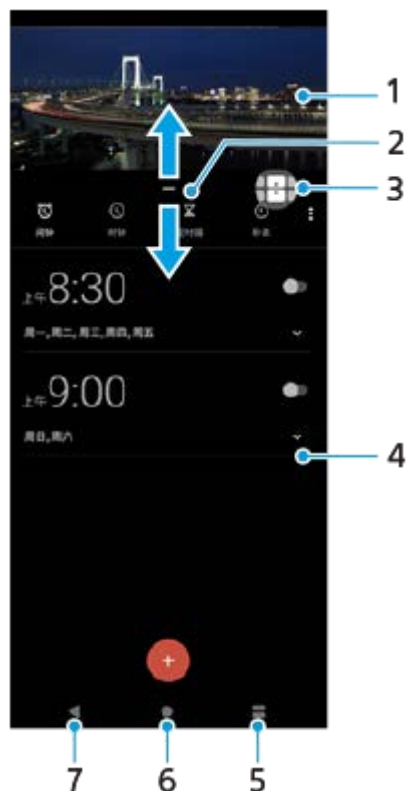 1
2
3
闹钟
时钟
定时器
秒表
上午8:30
周一, 周二, 周三, 周四, 周五
上午9:00
周日, 周六
4
+
7
6
5